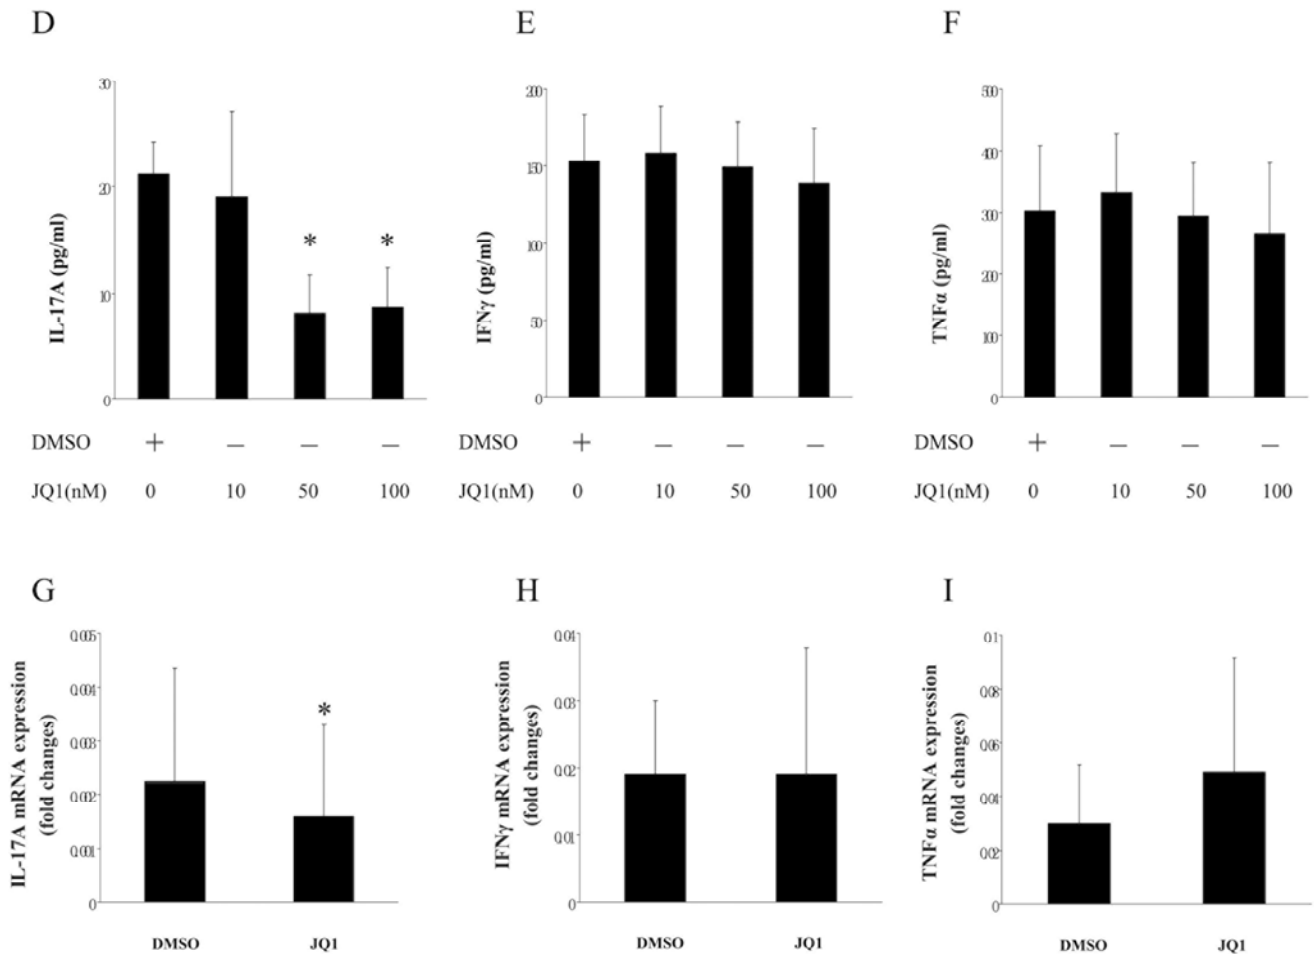 D
E
F
30
20
10
0
IL-17A (pg/ml)
* *
200
150
100
50
0
IFNγ (pg/ml)
500
400
300
200
100
0
TNFα (pg/ml)
DMSO + – – –
JQ1(nM) 0 10 50 100
DMSO + – – –
JQ1(nM) 0 10 50 100
DMSO + – – –
JQ1(nM) 0 10 50 100
G
H
I
0.005
0.004
0.003
0.002
0.001
0
IL-17A mRNA expression
(fold changes)
*
DMSO JQ1
0.04
0.03
0.02
0.01
0
IFNγ mRNA expression
(fold changes)
DMSO JQ1
0.1
0.08
0.06
0.04
0.02
0
TNFα mRNA expression
(fold changes)
DMSO JQ1